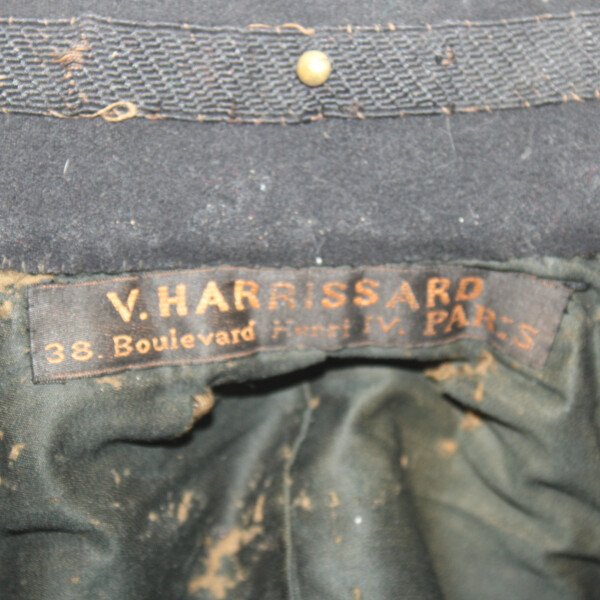 V. HARRISSARD
38. Boulevard Henri IV, PARIS